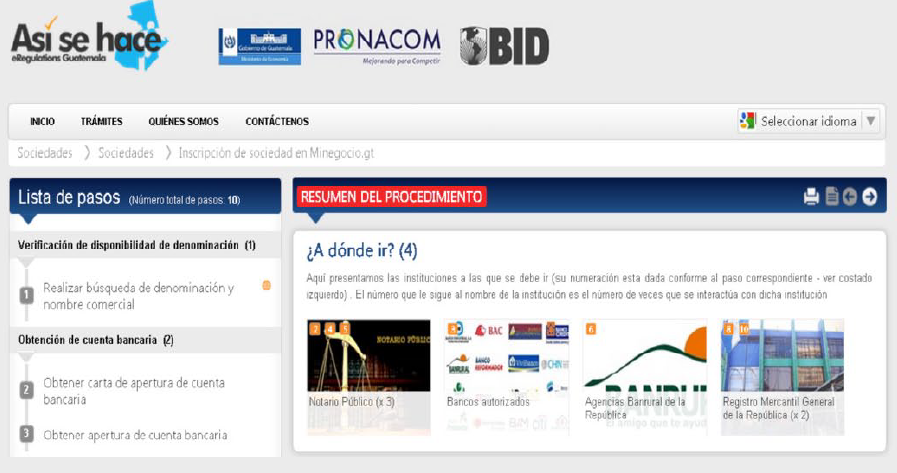 Así se hace
eRegulations Guatemala
Gobierno de Guatemala
Ministerio de Economía
PRONACOM
Mejorando para Competir
BID
INICIO TRÁMITES QUIÉNES SOMOS CONTÁCTENOS
Seleccionar idioma
Sociedades Sociedades Inscripción de sociedad en Minegocio.gt
Lista de pasos (Número total de pasos: 10)
RESUMEN DEL PROCEDIMIENTO
Verificación de disponibilidad de denominación (1)
1 Realizar búsqueda de denominación y
nombre comercial
Obtención de cuenta bancaria (2)
2 Obtener carta de apertura de cuenta
bancaria
3 Obtener apertura de cuenta bancaria
¿A dónde ir? (4)
Aquí presentamos las instituciones a las que se debe ir (su numeración esta dada conforme al paso correspondiente - ver costado
izquierdo) . El número que le sigue al nombre de la institución es el número de veces que se interactúa con dicha institución
2 4 5
NOTARIO PÚBLICO
Notario Público (x 3)
3
BAC
BANRURAL
BANCO
REFORMADOR
CHN
BAM
citi
Bancos autorizados
6
BANRURAL
El amigo que te ayuda
Agencias Banrural de la
República
8 10
Registro Mercantil General
de la República (x 2)